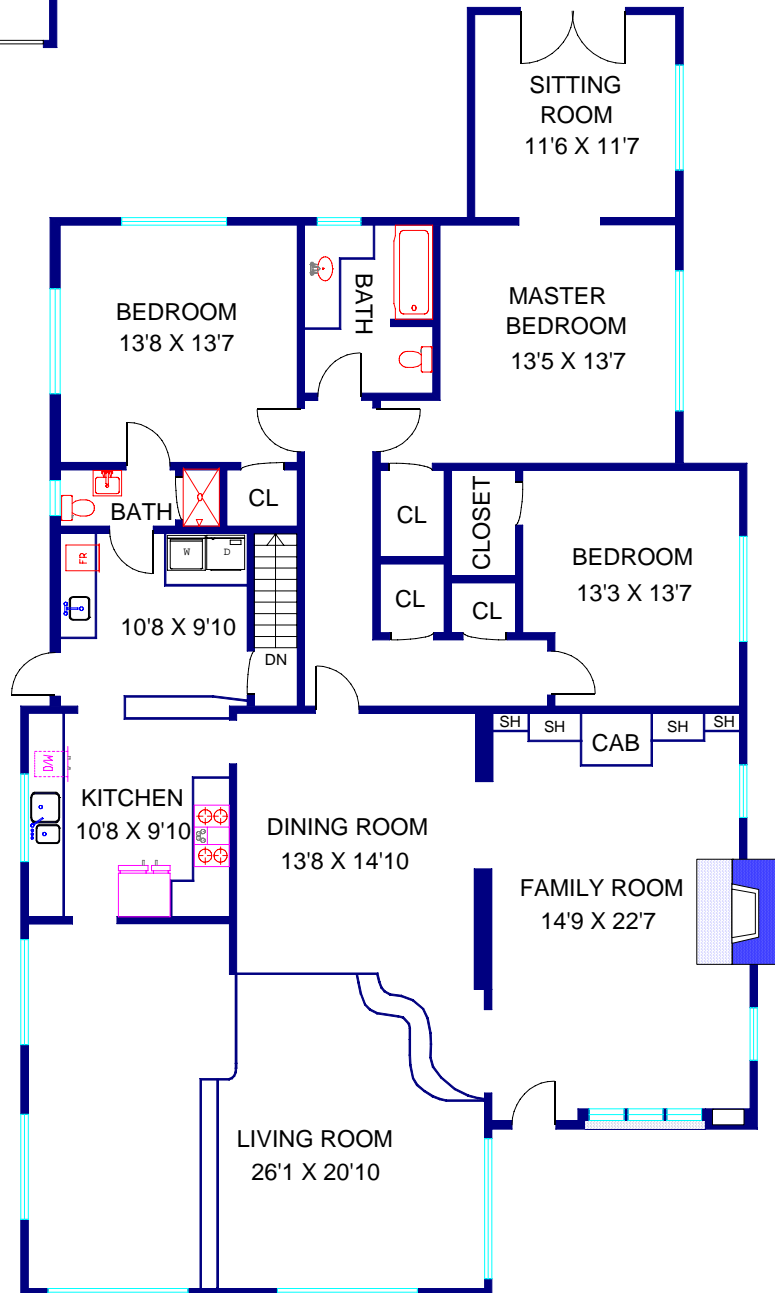 SITTING
ROOM
11'6 X 11'7
BEDROOM
13'8 X 13'7
BATH
MASTER
BEDROOM
13'5 X 13'7
BATH
CL
CL
CLOSET
BEDROOM
13'3 X 13'7
FR
W
D
10'8 X 9'10
CL
CL
DN
SH
SH
CAB
SH
SH
D/W
KITCHEN
10'8 X 9'10
DINING ROOM
13'8 X 14'10
FAMILY ROOM
14'9 X 22'7
LIVING ROOM
26'1 X 20'10